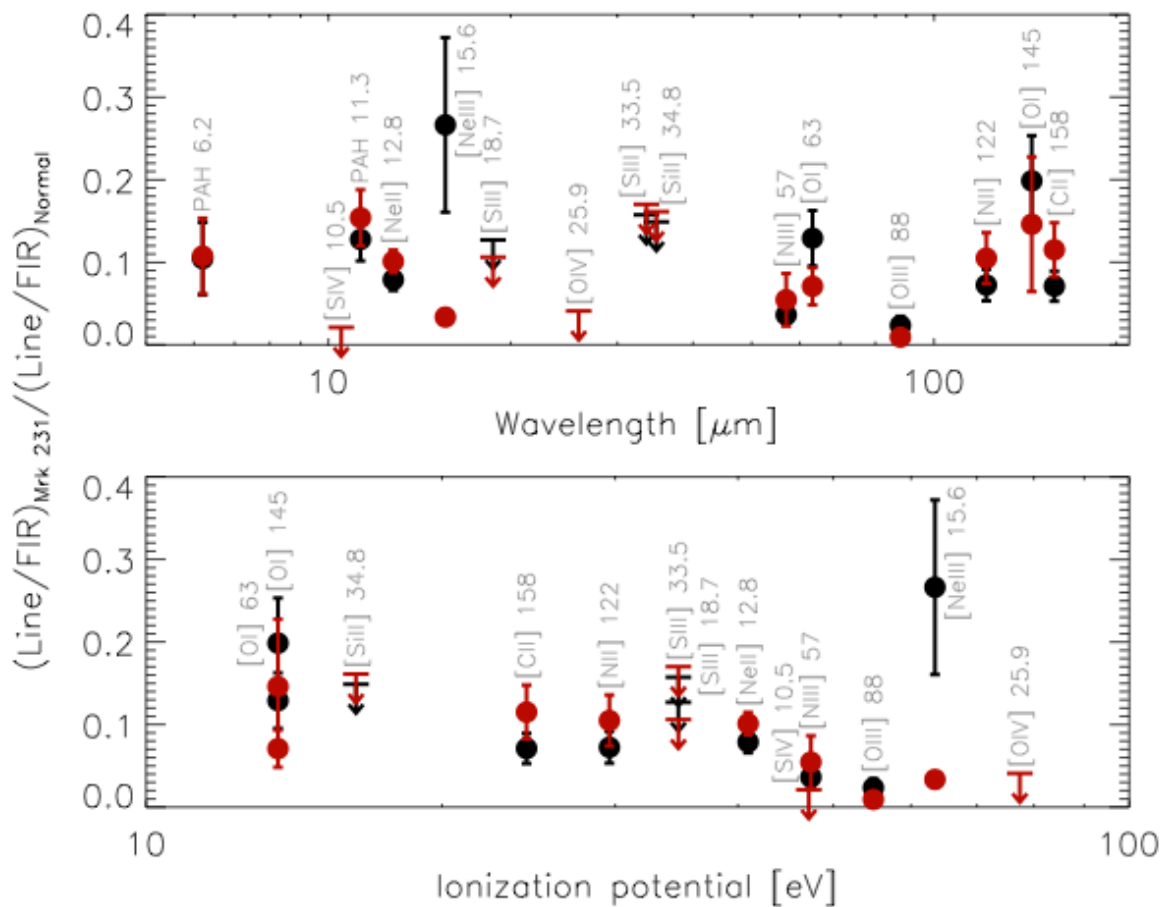 (Line/FIR)Mrk 231/(Line/FIR)Normal
0.4
0.3
0.2
0.1
0.0
PAH 6.2
[SIV] 10.5
PAH 11.3
[NeII] 12.8
[NeIII] 15.6
[SIII] 18.7
[OIV] 25.9
[SIII] 33.5
[SiII] 34.8
[NIII] 57
[OI] 63
[OIII] 88
[NII] 122
[OI] 145
[CII] 158
10
100
Wavelength [μm]
0.4
0.3
0.2
0.1
0.0
[OI] 63
[OI] 145
[SiII] 34.8
[CII] 158
[NII] 122
[SIII] 33.5
[SIII] 18.7
[NeII] 12.8
[SIV] 10.5
[NIII] 57
[OIII] 88
[NeIII] 15.6
[OIV] 25.9
10
100
Ionization potential [eV]